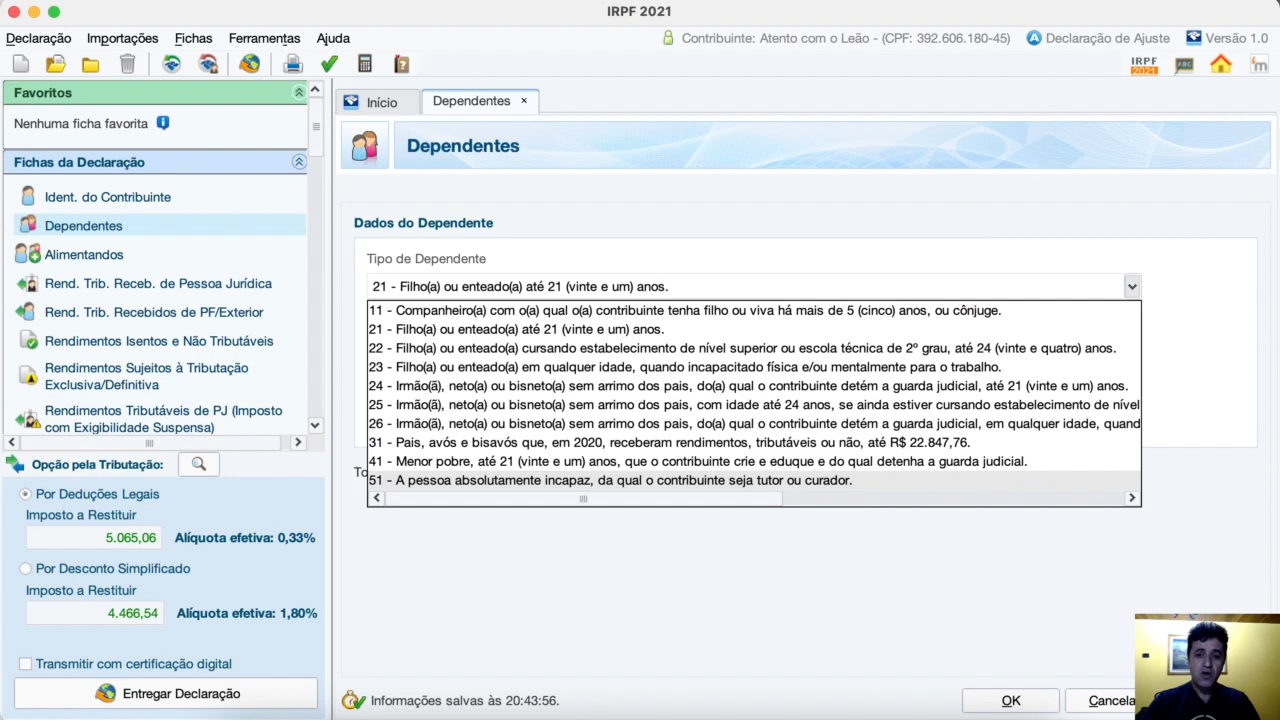 IRPF 2021
Declaração Importações Fichas Ferramentas Ajuda
Contribuinte: Atento com o Leão - (CPF: 392.606.180-45) Declaração de Ajuste Versão 1.0
IRPF
2021
Favoritos
Nenhuma ficha favorita
Fichas da Declaração
Ident. do Contribuinte
Dependentes
Alimentandos
Rend. Trib. Receb. de Pessoa Jurídica
Rend. Trib. Recebidos de PF/Exterior
Rendimentos Isentos e Não Tributáveis
Rendimentos Sujeitos à Tributação
Exclusiva/Definitiva
Rendimentos Tributáveis de PJ (Imposto
com Exigibilidade Suspensa)
Opção pela Tributação:
Por Deduções Legais
Imposto a Restituir
5.065,06 Alíquota efetiva: 0,33%
Por Desconto Simplificado
Imposto a Restituir
4.466,54 Alíquota efetiva: 1,80%
Transmitir com certificação digital
Entregar Declaração
Início Dependentes ×
Dependentes
Dados do Dependente
Tipo de Dependente
21 - Filho(a) ou enteado(a) até 21 (vinte e um) anos.
11 - Companheiro(a) com o(a) qual o(a) contribuinte tenha filho ou viva há mais de 5 (cinco) anos, ou cônjuge.
21 - Filho(a) ou enteado(a) até 21 (vinte e um) anos.
22 - Filho(a) ou enteado(a) cursando estabelecimento de nível superior ou escola técnica de 2º grau, até 24 (vinte e quatro) anos.
23 - Filho(a) ou enteado(a) em qualquer idade, quando incapacitado física e/ou mentalmente para o trabalho.
24 - Irmão(ã), neto(a) ou bisneto(a) sem arrimo dos pais, do(a) qual o contribuinte detém a guarda judicial, até 21 (vinte e um) anos.
25 - Irmão(ã), neto(a) ou bisneto(a) sem arrimo dos pais, com idade até 24 anos, se ainda estiver cursando estabelecimento de nível
26 - Irmão(ã), neto(a) ou bisneto(a) sem arrimo dos pais, do(a) qual o contribuinte detém a guarda judicial, em qualquer idade, quand
31 - Pais, avós e bisavós que, em 2020, receberam rendimentos, tributáveis ou não, até R$ 22.847,76.
41 - Menor pobre, até 21 (vinte e um) anos, que o contribuinte crie e eduque e do qual detenha a guarda judicial.
To
51 - A pessoa absolutamente incapaz, da qual o contribuinte seja tutor ou curador.
Informações salvas às 20:43:56.
OK Cancela